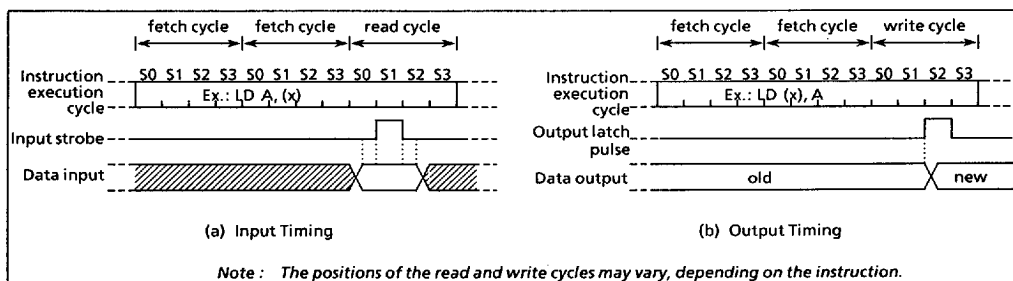 fetch cycle fetch cycle read cycle
S0 S1 S2 S3 S0 S1 S2 S3 S0 S1 S2 S3
Instruction execution cycle
Ex.: LD A, (x)
Input strobe
Data input
(a) Input Timing
fetch cycle fetch cycle write cycle
S0 S1 S2 S3 S0 S1 S2 S3 S0 S1 S2 S3
Instruction execution cycle
Ex.: LD (x), A
Output latch pulse
Data output
old
new
(b) Output Timing
Note : The positions of the read and write cycles may vary, depending on the instruction.